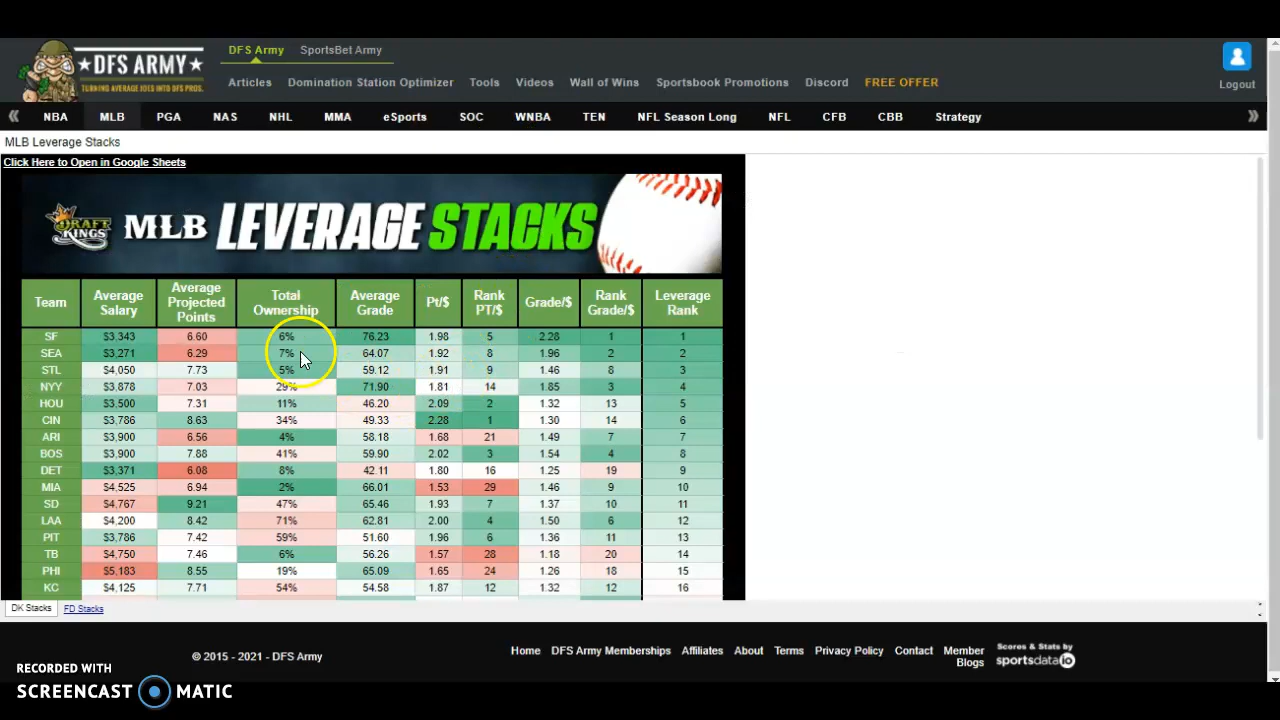 DFS Army SportsBet Army
★DFS ARMY★
TURNING AVERAGE JOES INTO DFS PROS.
Articles Domination Station Optimizer Tools Videos Wall of Wins Sportsbook Promotions Discord FREE OFFER
Logout
« NBA MLB PGA NAS NHL MMA eSports SOC WNBA TEN NFL Season Long NFL CFB CBB Strategy »
MLB Leverage Stacks
Click Here to Open in Google Sheets
DRAFT KINGS MLB LEVERAGE STACKS
Team Average Salary Average Projected Points Total Ownership Average Grade Pt/$ Rank PT/$ Grade/$ Rank Grade/$ Leverage Rank
SF $3,343 6.60 6% 76.23 1.98 5 2.28 1 1
SEA $3,271 6.29 7% 64.07 1.92 8 1.96 2 2
STL $4,050 7.73 5% 59.12 1.91 9 1.46 8 3
NYY $3,878 7.03 29% 71.90 1.81 14 1.85 3 4
HOU $3,500 7.31 11% 46.20 2.09 2 1.32 13 5
CIN $3,786 8.63 34% 49.33 2.28 1 1.30 14 6
ARI $3,900 6.56 4% 58.18 1.68 21 1.49 7 7
BOS $3,900 7.88 41% 59.90 2.02 3 1.54 4 8
DET $3,371 6.08 8% 42.11 1.80 16 1.25 19 9
MIA $4,525 6.94 2% 66.01 1.53 29 1.46 9 10
SD $4,767 9.21 47% 65.46 1.93 7 1.37 10 11
LAA $4,200 8.42 71% 62.81 2.00 4 1.50 6 12
PIT $3,786 7.42 59% 51.60 1.96 6 1.36 11 13
TB $4,750 7.46 6% 56.26 1.57 28 1.18 20 14
PHI $5,183 8.55 19% 65.09 1.65 24 1.26 18 15
KC $4,125 7.71 54% 54.58 1.87 12 1.32 12 16
DK Stacks FD Stacks
© 2015 - 2021 - DFS Army
Home DFS Army Memberships Affiliates About Terms Privacy Policy Contact Member Blogs
Scores & Stats by
sportsdataio
RECORDED WITH
SCREENCAST MATIC